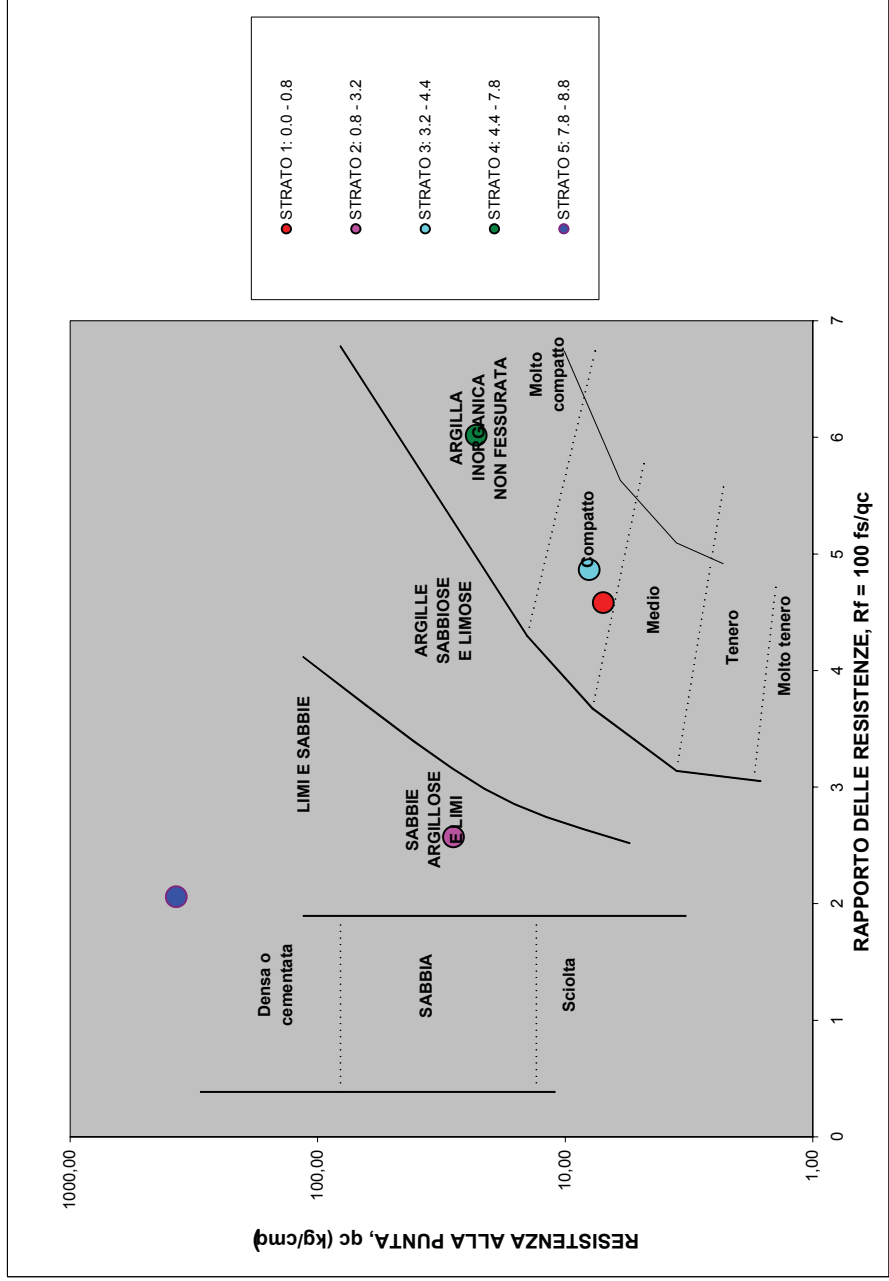 RESISTENZA ALLA PUNTA, qc (kg/cmq)
1000,00
100,00
10,00
1,00
Densa o
cementata
SABBIA
Sciolta
LIMI E SABBIE
SABBIE
ARGILLOSE
E LIMI
ARGILLE
SABBIOSE
E LIMOSE
ARGILLA
INORGANICA
NON FESSURATA
Molto
compatto
Compatto
Medio
Tenero
Molto tenero
0 1 2 3 4 5 6 7
RAPPORTO DELLE RESISTENZE, Rf = 100 fs/qc
STRATO 1: 0.0 - 0.8
STRATO 2: 0.8 - 3.2
STRATO 3: 3.2 - 4.4
STRATO 4: 4.4 - 7.8
STRATO 5: 7.8 - 8.8